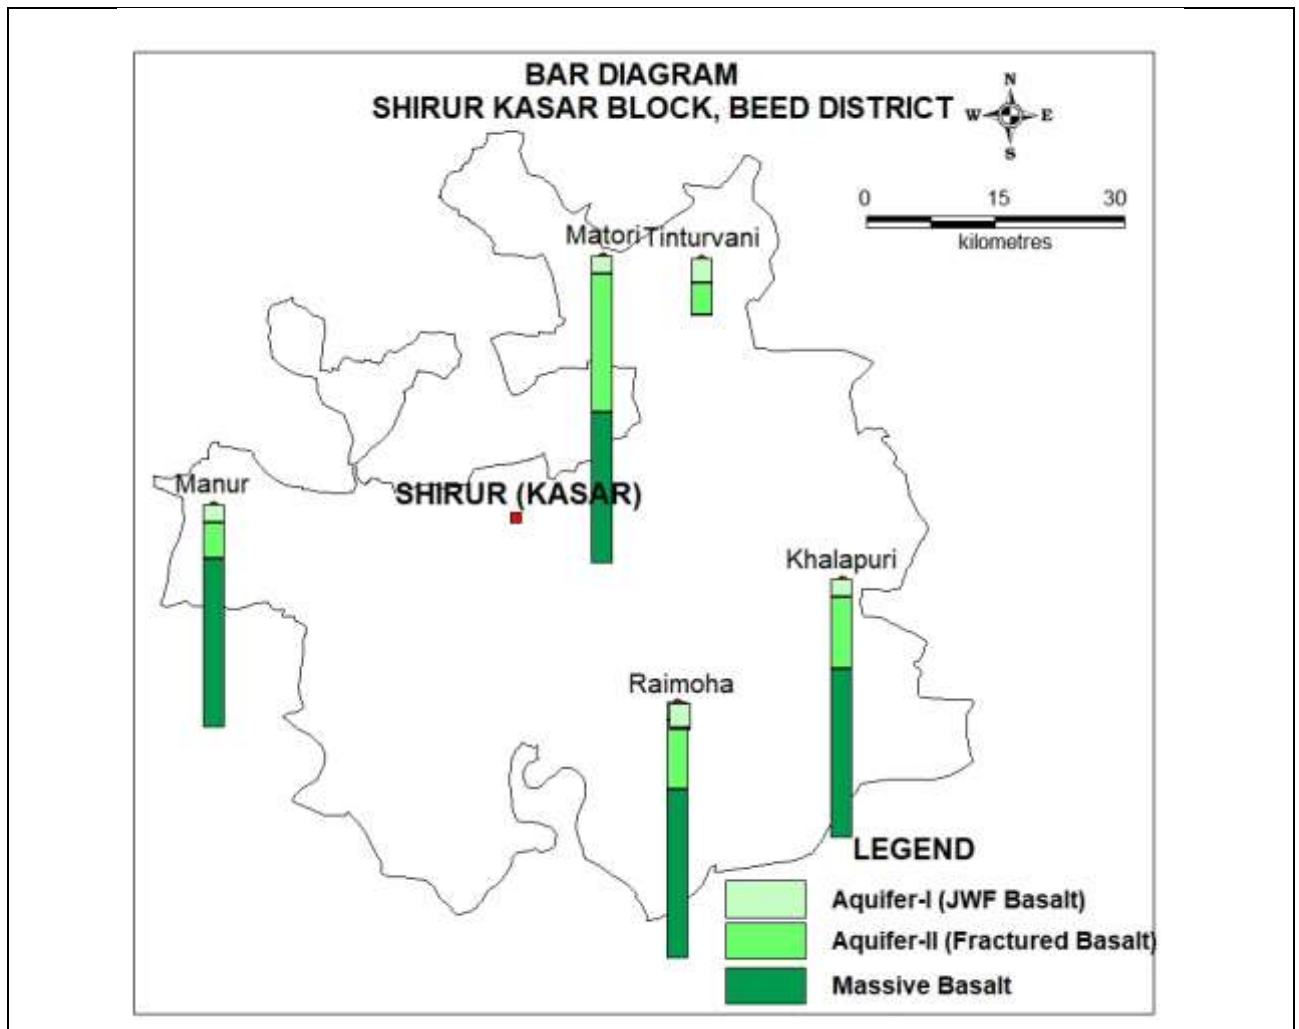 BAR DIAGRAM
SHIRUR KASAR BLOCK, BEED DISTRICT
N
W E
S
0 15 30
kilometres
Matori Tinturvani
Manur
SHIRUR (KASAR)
Khalapuri
Raimoha
LEGEND
Aquifer-I (JWF Basalt)
Aquifer-II (Fractured Basalt)
Massive Basalt